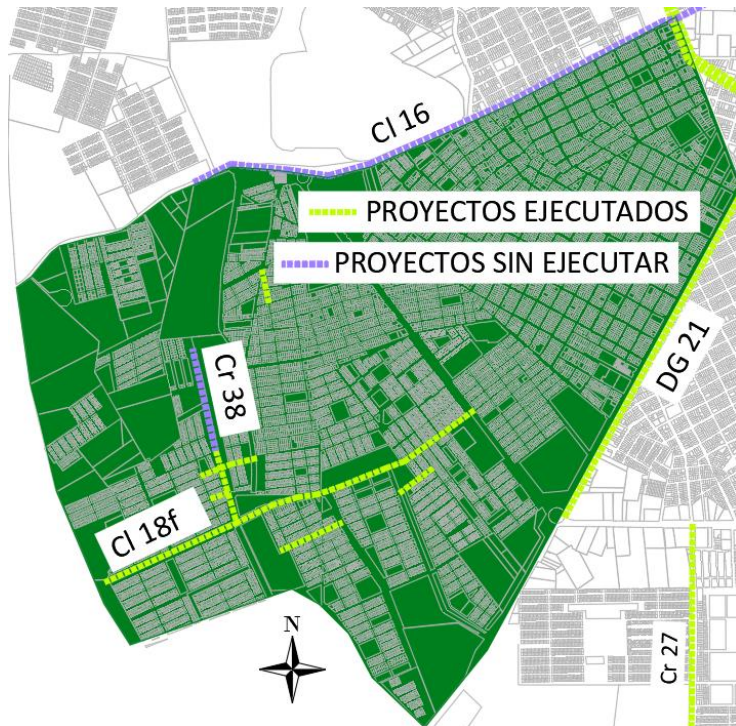 Cl 16
PROYECTOS EJECUTADOS
PROYECTOS SIN EJECUTAR
DG 21
Cr 38
Cl 18f
N
Cr 27